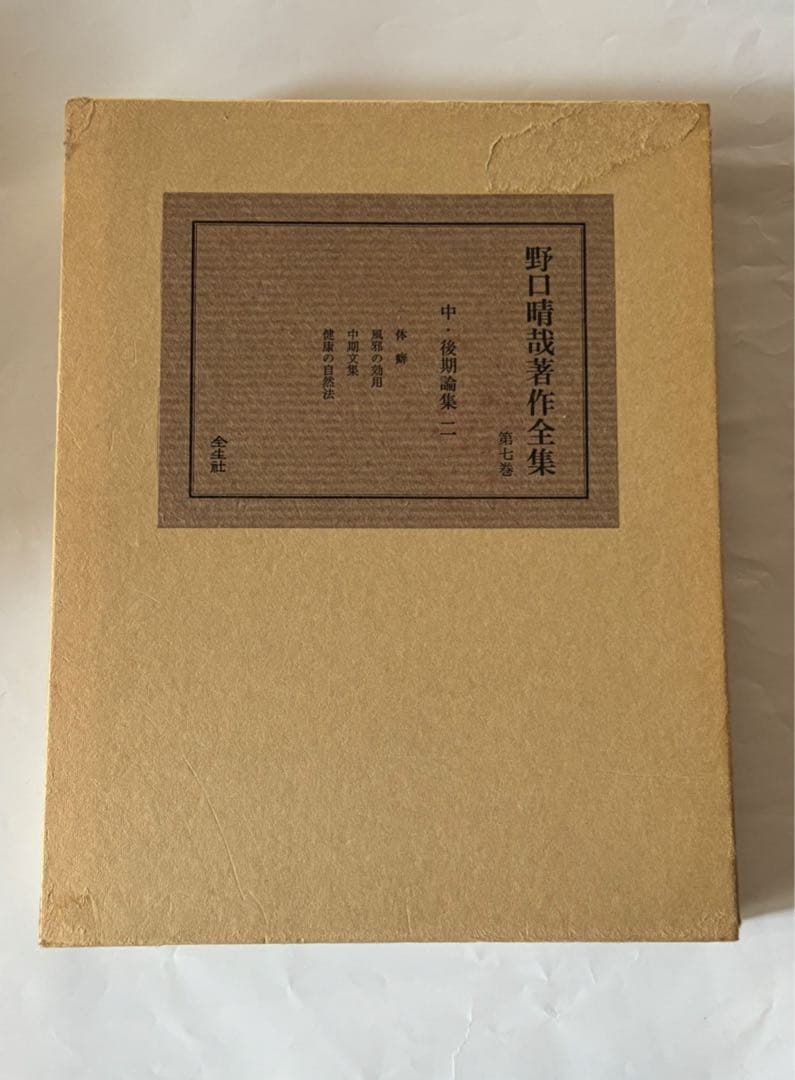 野口晴哉著作全集
第七巻
中・後期論集 二
体癖
風邪の効用
中期文集
健康の自然法
全生社